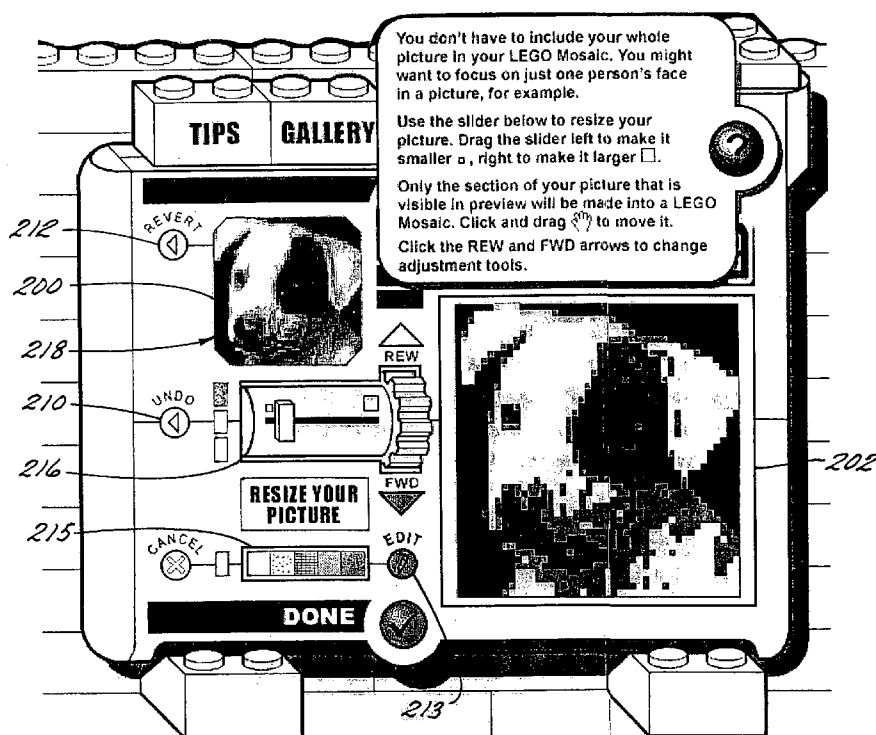 You don't have to include your whole
picture in your LEGO Mosaic. You might
want to focus on just one person's face
in a picture, for example.
Use the slider below to resize your
picture. Drag the slider left to make it
smaller , right to make it larger .
Only the section of your picture that is
visible in preview will be made into a LEGO
Mosaic. Click and drag to move it.
Click the REW and FWD arrows to change
adjustment tools.
?
TIPS
GALLERY
REVERT
212
200
218
REW
UNDO
210
216
FWD
202
RESIZE YOUR
PICTURE
215
CANCEL
EDIT
DONE
213